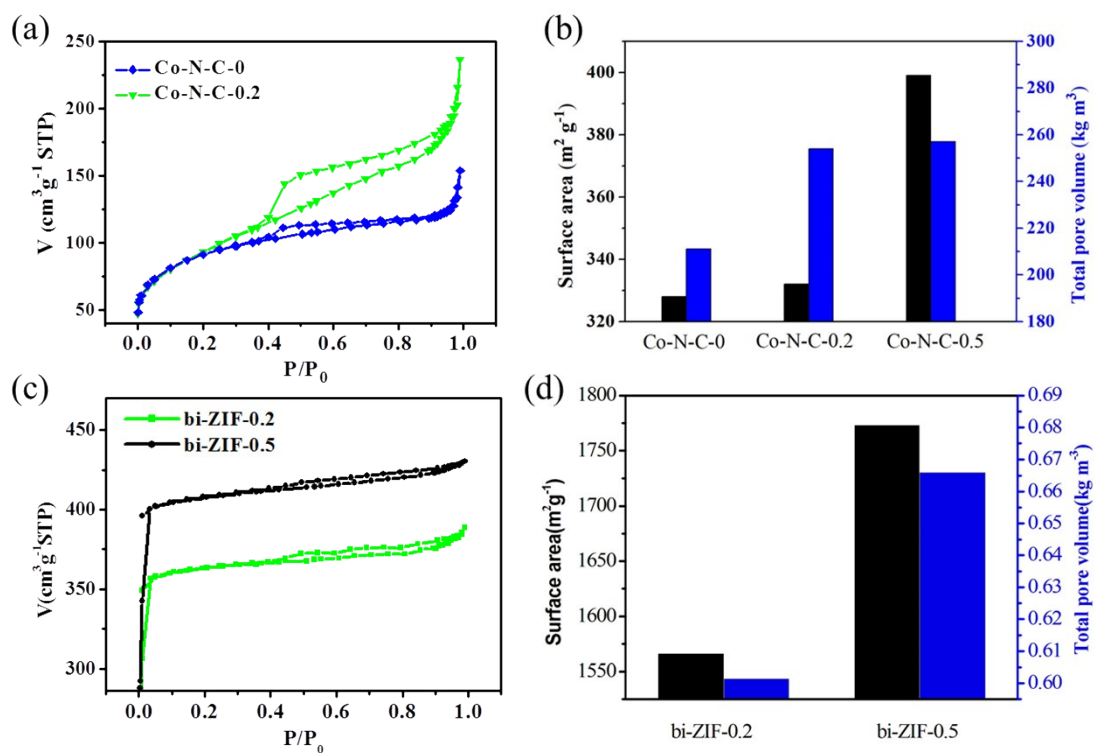 (a)
250
200
150
100
50
V (cm³g⁻¹ STP)
Co-N-C-0
Co-N-C-0.2
0.0 0.2 0.4 0.6 0.8 1.0
P/P₀
(b)
400
380
360
340
320
Surface area (m² g⁻¹)
300
280
260
240
220
200
180
Total pore volume (kg m³)
Co-N-C-0 Co-N-C-0.2 Co-N-C-0.5
(c)
450
400
350
300
V(cm³g⁻¹STP)
bi-ZIF-0.2
bi-ZIF-0.5
0.0 0.2 0.4 0.6 0.8 1.0
P/P₀
(d)
1800
1750
1700
1650
1600
1550
Surface area(m²g⁻¹)
0.69
0.68
0.67
0.66
0.65
0.64
0.63
0.62
0.61
0.60
Total pore volume(kg m⁻³)
bi-ZIF-0.2 bi-ZIF-0.5